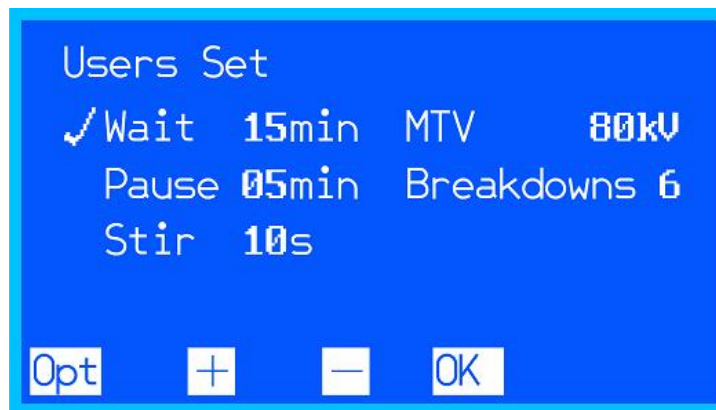 Users Set
✓Wait 15min MTV 80kV
Pause 05min Breakdowns 6
Stir 10s
Opt + — OK